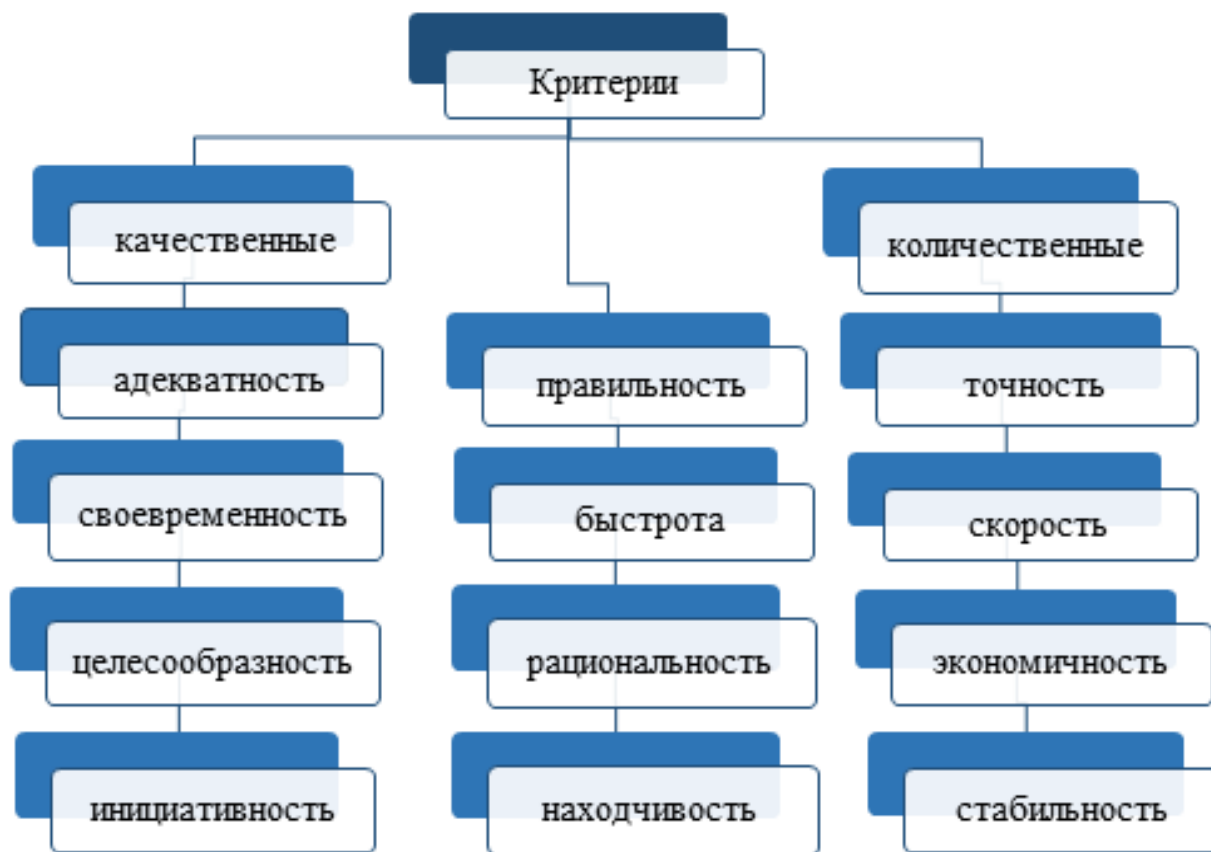 Критерии
качественные
количественные
адекватность
правильность
точность
своевременность
быстрота
скорость
целесообразность
рациональность
экономичность
инициативность
находчивость
стабильность